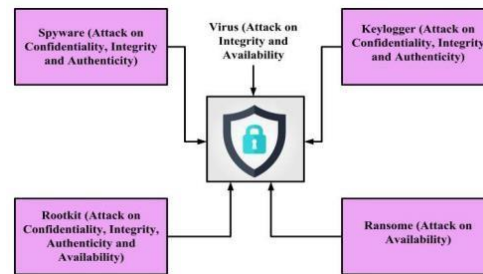 Spyware (Attack on
Confidentiality, Integrity
and Authenticity)
Virus (Attack on
Integrity and
Availability
Keylogger (Attack on
Confidentiality, Integrity
and Authenticity)
Rootkit (Attack on
Confidentiality, Integrity,
Authenticity and
Availability)
Ransome (Attack on
Availability)